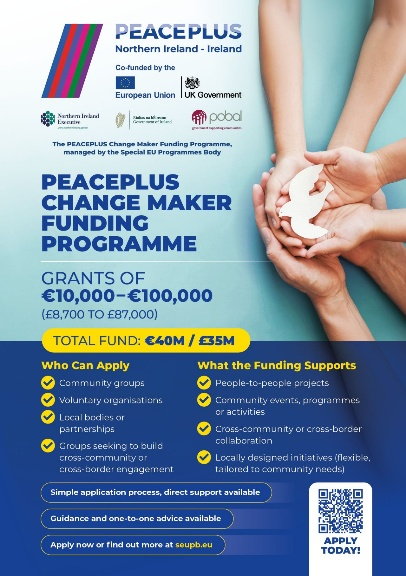 PEACEPLUS
Northern Ireland - Ireland
Co-funded by the
European Union
UK Government
Northern Ireland
Executive
Rialtas na hÉireann
Government of Ireland
pobal
government supporting communities
The PEACEPLUS Change Maker Funding Programme,
managed by the Special EU Programmes Body
PEACEPLUS
CHANGE MAKER
FUNDING
PROGRAMME
GRANTS OF
€10,000–€100,000
(£8,700 TO £87,000)
TOTAL FUND: €40M / £35M
Who Can Apply
Community groups
Voluntary organisations
Local bodies or
partnerships
Groups seeking to build
cross-community or
cross-border engagement
What the Funding Supports
People-to-people projects
Community events, programmes
or activities
Cross-community or cross-border
collaboration
Locally designed initiatives (flexible,
tailored to community needs)
Simple application process, direct support available
Guidance and one-to-one advice available
Apply now or find out more at seupb.eu
APPLY
TODAY!